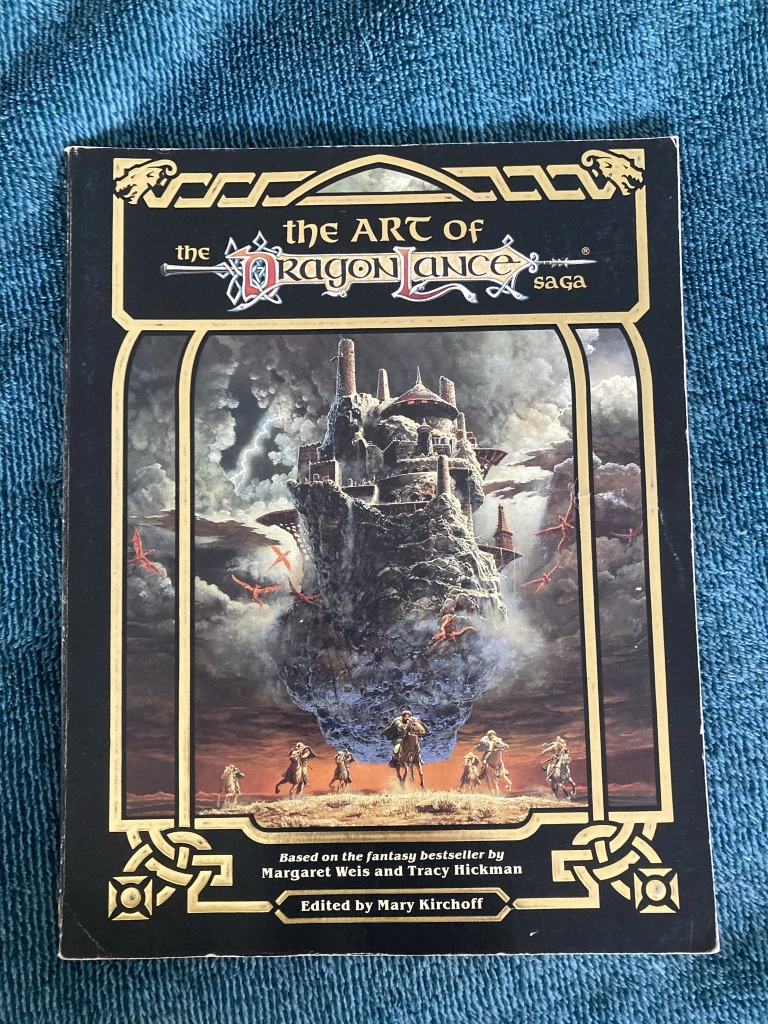 the ART OF
the DRAGONLANCE® SAGA
Based on the fantasy bestseller by
Margaret Weis and Tracy Hickman
Edited by Mary Kirchoff